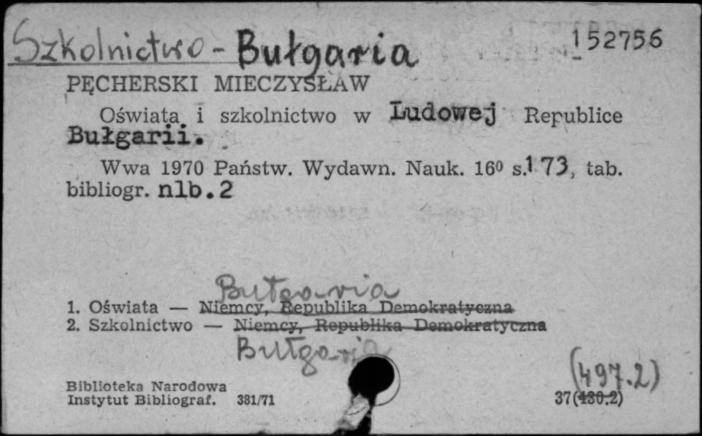 Szkolnictwo - Bułgaria 152756
PĘCHERSKI MIECZYSŁAW
Oświata i szkolnictwo w Ludowej Republice
Bułgarii.
Wwa 1970 Państw. Wydawn. Nauk. 16⁰ s.173, tab.
bibliogr. nlb.2
Bułgaria
1. Oświata — Niemcy, Republika Demokratyczna
2. Szkolnictwo — Niemcy, Republika Demokratyczna
Bułgaria
(497.2)
Biblioteka Narodowa
Instytut Bibliograf. 381/71 37(430.2)